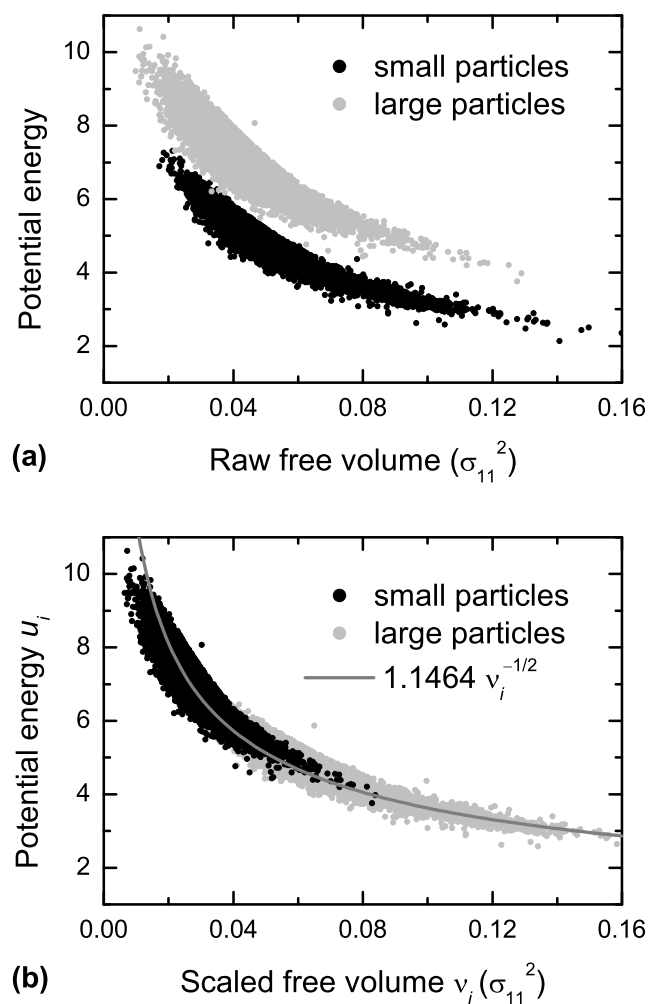 10
8
6
4
2
Potential energy
small particles
large particles
0.00 0.04 0.08 0.12 0.16
(a) Raw free volume (σ₁₁²)
10
8
6
4
2
Potential energy uᵢ
small particles
large particles
1.1464 νᵢ⁻¹/²
0.00 0.04 0.08 0.12 0.16
(b) Scaled free volume νᵢ (σ₁₁²)